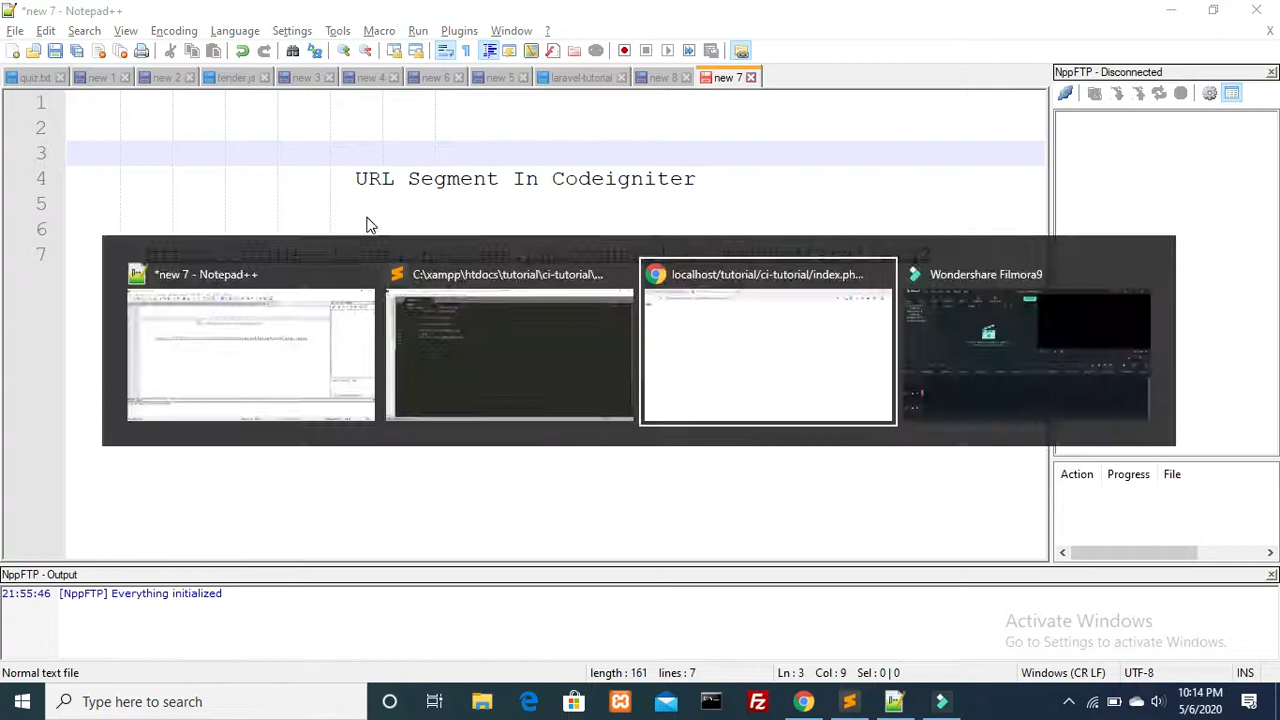 *new 7 - Notepad++
File Edit Search View Encoding Language Settings Tools Macro Run Plugins Window ? X
quiz.txt new 1 new 2 render.js new 3 new 4 new 6 new 5 laravel-tutorial new 8 new 7
NppFTP - Disconnected
1
2
3
4 URL Segment In Codeigniter
5
6
7
*new 7 - Notepad++
C:\xampp\htdocs\tutorial\ci-tutorial\...
localhost/tutorial/ci-tutorial/index.ph...
Wondershare Filmora9
Action Progress File
NppFTP - Output
21:55:46 [NppFTP] Everything initialized
Activate Windows
Go to Settings to activate Windows.
Normal text file length : 161 lines : 7 Ln : 3 Col : 9 Sel : 0 | 0 Windows (CR LF) UTF-8 INS
Type here to search
10:14 PM
5/6/2020